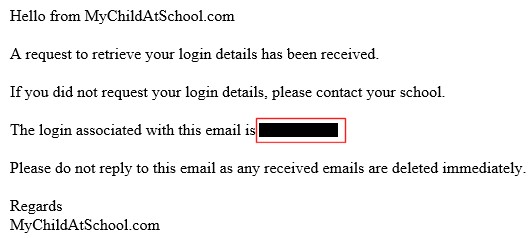 Hello from MyChildAtSchool.com
A request to retrieve your login details has been received.
If you did not request your login details, please contact your school.
The login associated with this email is
Please do not reply to this email as any received emails are deleted immediately.
Regards
MyChildAtSchool.com